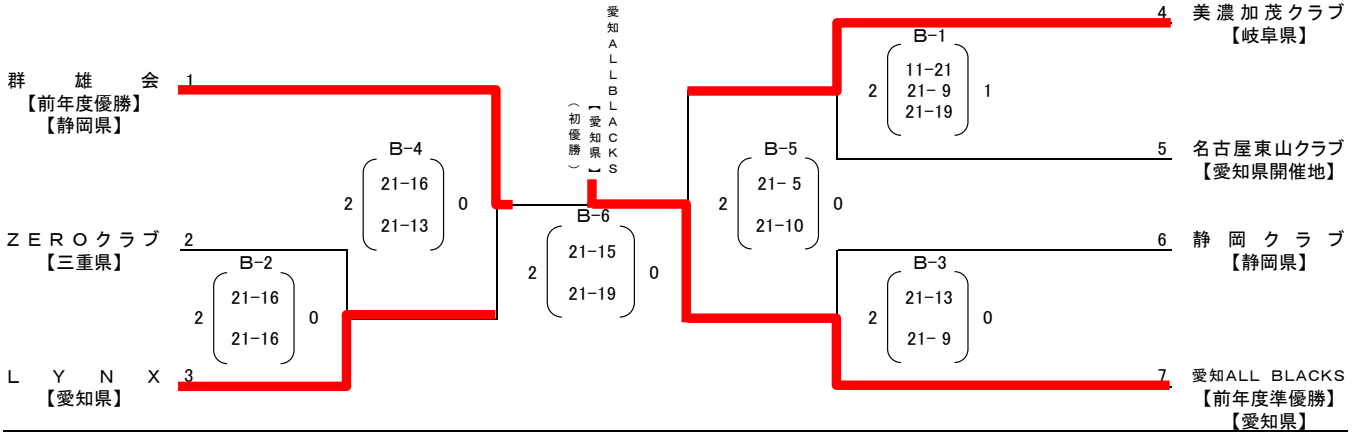 群雄会 1
【前年度優勝】
【静岡県】
B-4
2 21-16 0
21-13
ZEROクラブ 2
【三重県】
B-2
2 21-16 0
21-16
LYNX 3
【愛知県】
愛知ALLBLACKS
【愛知県】
(初優勝)
B-6
2 21-15 0
21-19
4 美濃加茂クラブ
【岐阜県】
B-1
11-21
2 21- 9 1
21-19
5 名古屋東山クラブ
【愛知県開催地】
B-5
2 21- 5 0
21-10
6 静岡クラブ
【静岡県】
B-3
2 21-13 0
21- 9
7 愛知ALL BLACKS
【前年度準優勝】
【愛知県】